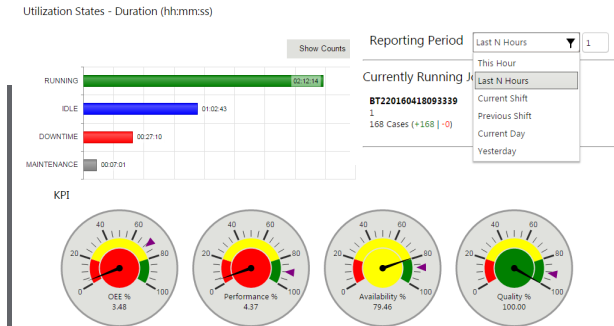 Utilization States - Duration (hh:mm:ss)
Show Counts
RUNNING 02:12:14
IDLE 01:02:43
DOWNTIME 00:27:10
MAINTENANCE 00:07:01
Reporting Period Last N Hours 1
This Hour
Last N Hours
Current Shift
Previous Shift
Current Day
Yesterday
Currently Running Jo
BT220160418093339
1
168 Cases (+168 | -0)
KPI
0 20 40 60 80 100
OEE %
3.48
0 20 40 60 80 100
Performance %
4.37
0 20 40 60 80 100
Availability %
79.46
0 20 40 60 80 100
Quality %
100.00